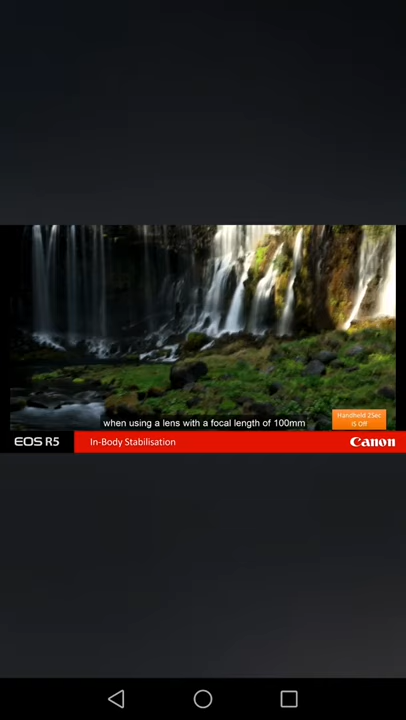 when using a lens with a focal length of 100mm
Handheld 2Sec
IS Off
EOS R5
In-Body Stabilisation
Canon